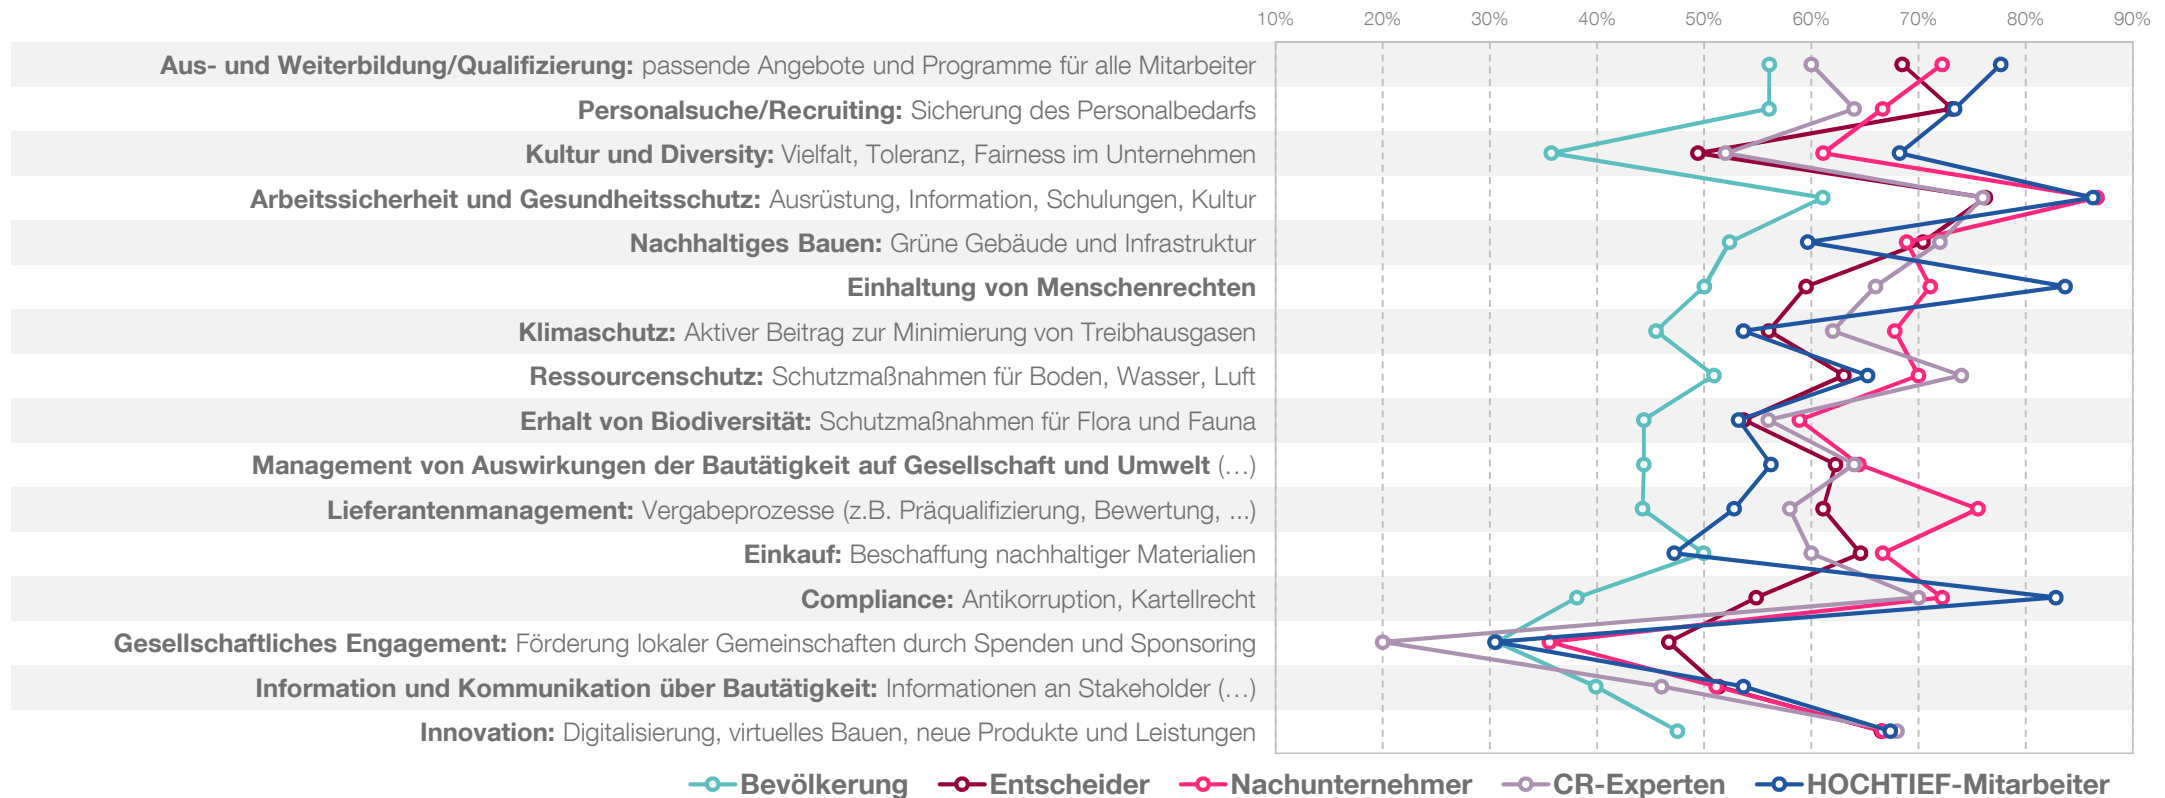 10% 20% 30% 40% 50% 60% 70% 80% 90%
Aus- und Weiterbildung/Qualifizierung: passende Angebote und Programme für alle Mitarbeiter
Personalsuche/Recruiting: Sicherung des Personalbedarfs
Kultur und Diversity: Vielfalt, Toleranz, Fairness im Unternehmen
Arbeitssicherheit und Gesundheitsschutz: Ausrüstung, Information, Schulungen, Kultur
Nachhaltiges Bauen: Grüne Gebäude und Infrastruktur
Einhaltung von Menschenrechten
Klimaschutz: Aktiver Beitrag zur Minimierung von Treibhausgasen
Ressourcenschutz: Schutzmaßnahmen für Boden, Wasser, Luft
Erhalt von Biodiversität: Schutzmaßnahmen für Flora und Fauna
Management von Auswirkungen der Bautätigkeit auf Gesellschaft und Umwelt (…)
Lieferantenmanagement: Vergabeprozesse (z.B. Präqualifizierung, Bewertung, ...)
Einkauf: Beschaffung nachhaltiger Materialien
Compliance: Antikorruption, Kartellrecht
Gesellschaftliches Engagement: Förderung lokaler Gemeinschaften durch Spenden und Sponsoring
Information und Kommunikation über Bautätigkeit: Informationen an Stakeholder (…)
Innovation: Digitalisierung, virtuelles Bauen, neue Produkte und Leistungen
Bevölkerung Entscheider Nachunternehmer CR-Experten HOCHTIEF-Mitarbeiter